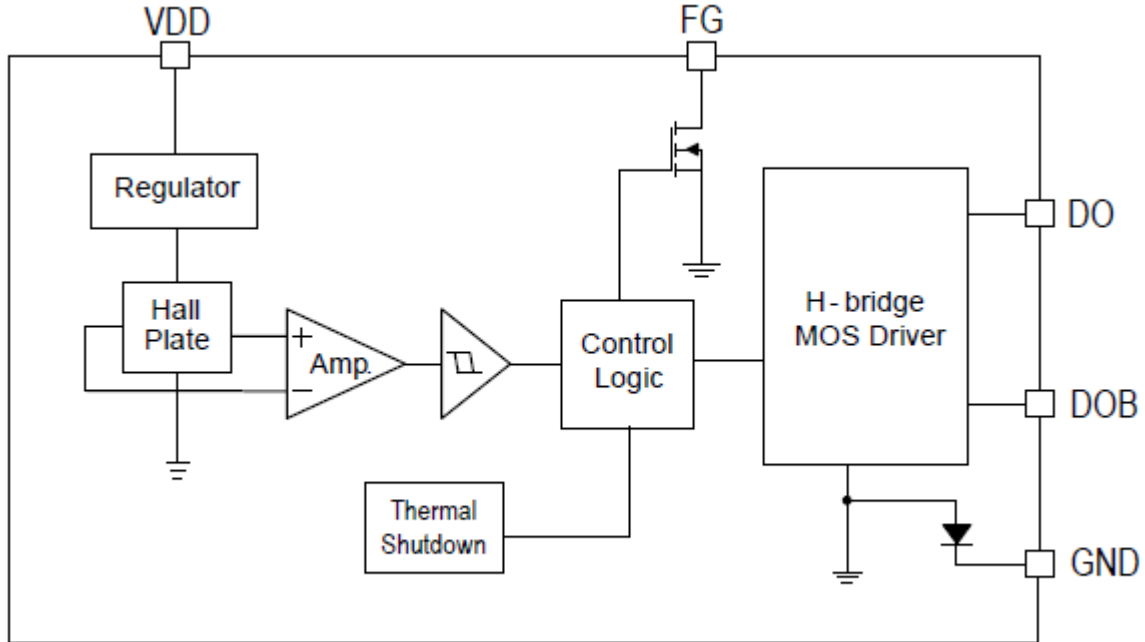 VDD
FG
Regulator
DO
Hall
Plate
H - bridge
MOS Driver
+
Amp.
−
Control
Logic
DOB
Thermal
Shutdown
GND